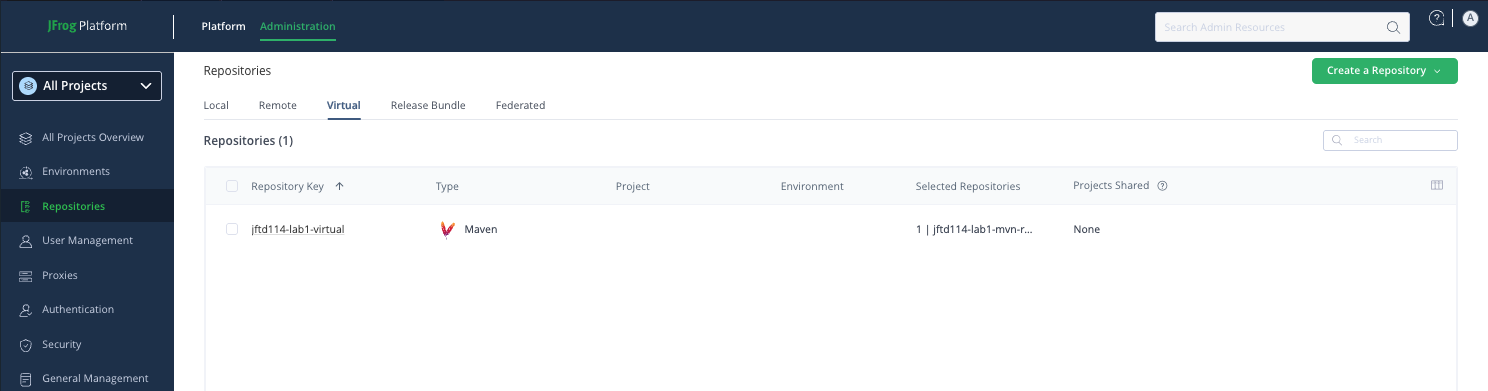 JFrog Platform
Platform Administration
Search Admin Resources
? A
All Projects
All Projects Overview
Environments
Repositories
User Management
Proxies
Authentication
Security
General Management
Repositories
Create a Repository
Local Remote Virtual Release Bundle Federated
Repositories (1)
Search
Repository Key Type Project Environment Selected Repositories Projects Shared ?
jftd114-lab1-virtual Maven 1 | jftd114-lab1-mvn-r... None